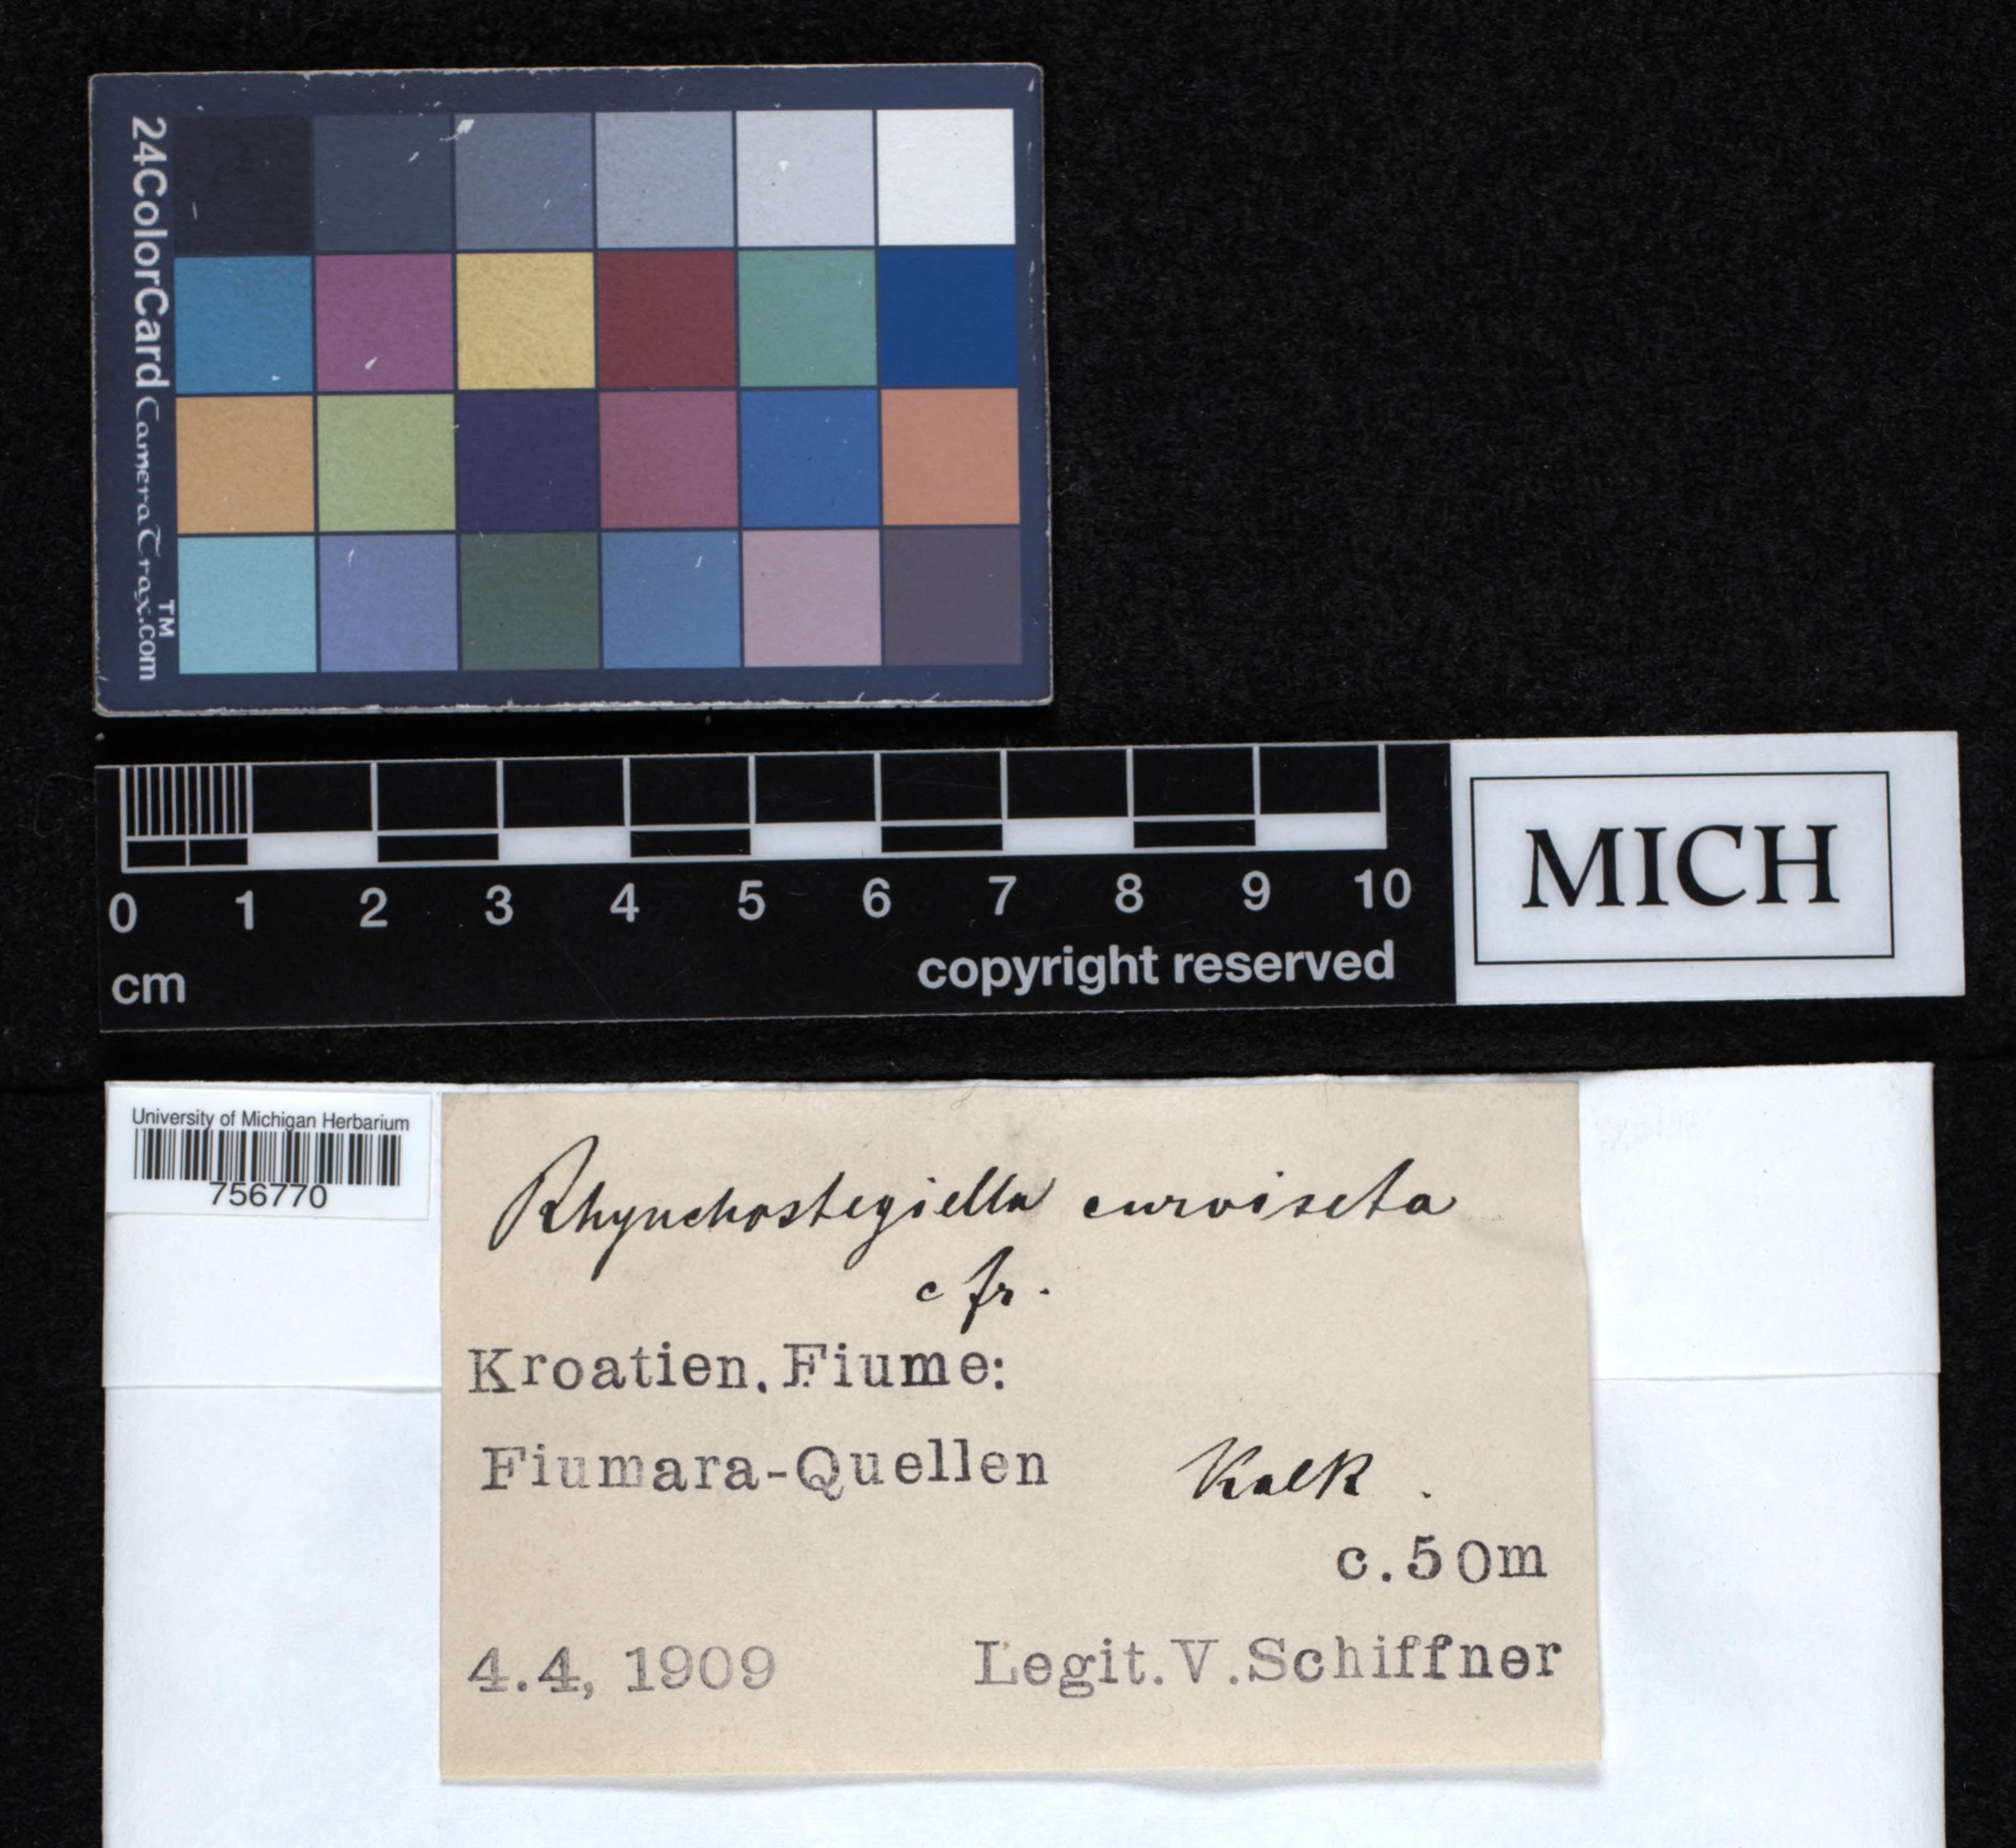 24ColorCard CameraTrax.com ™
0 1 2 3 4 5 6 7 8 9 10
cm
copyright reserved
MICH
University of Michigan Herbarium
756770
Rhynchostegiella curviseta
c fr.
Kroatien. Fiume:
Fiumara-Quellen Kalk .
c.50m
4.4, 1909 Legit. V. Schiffner